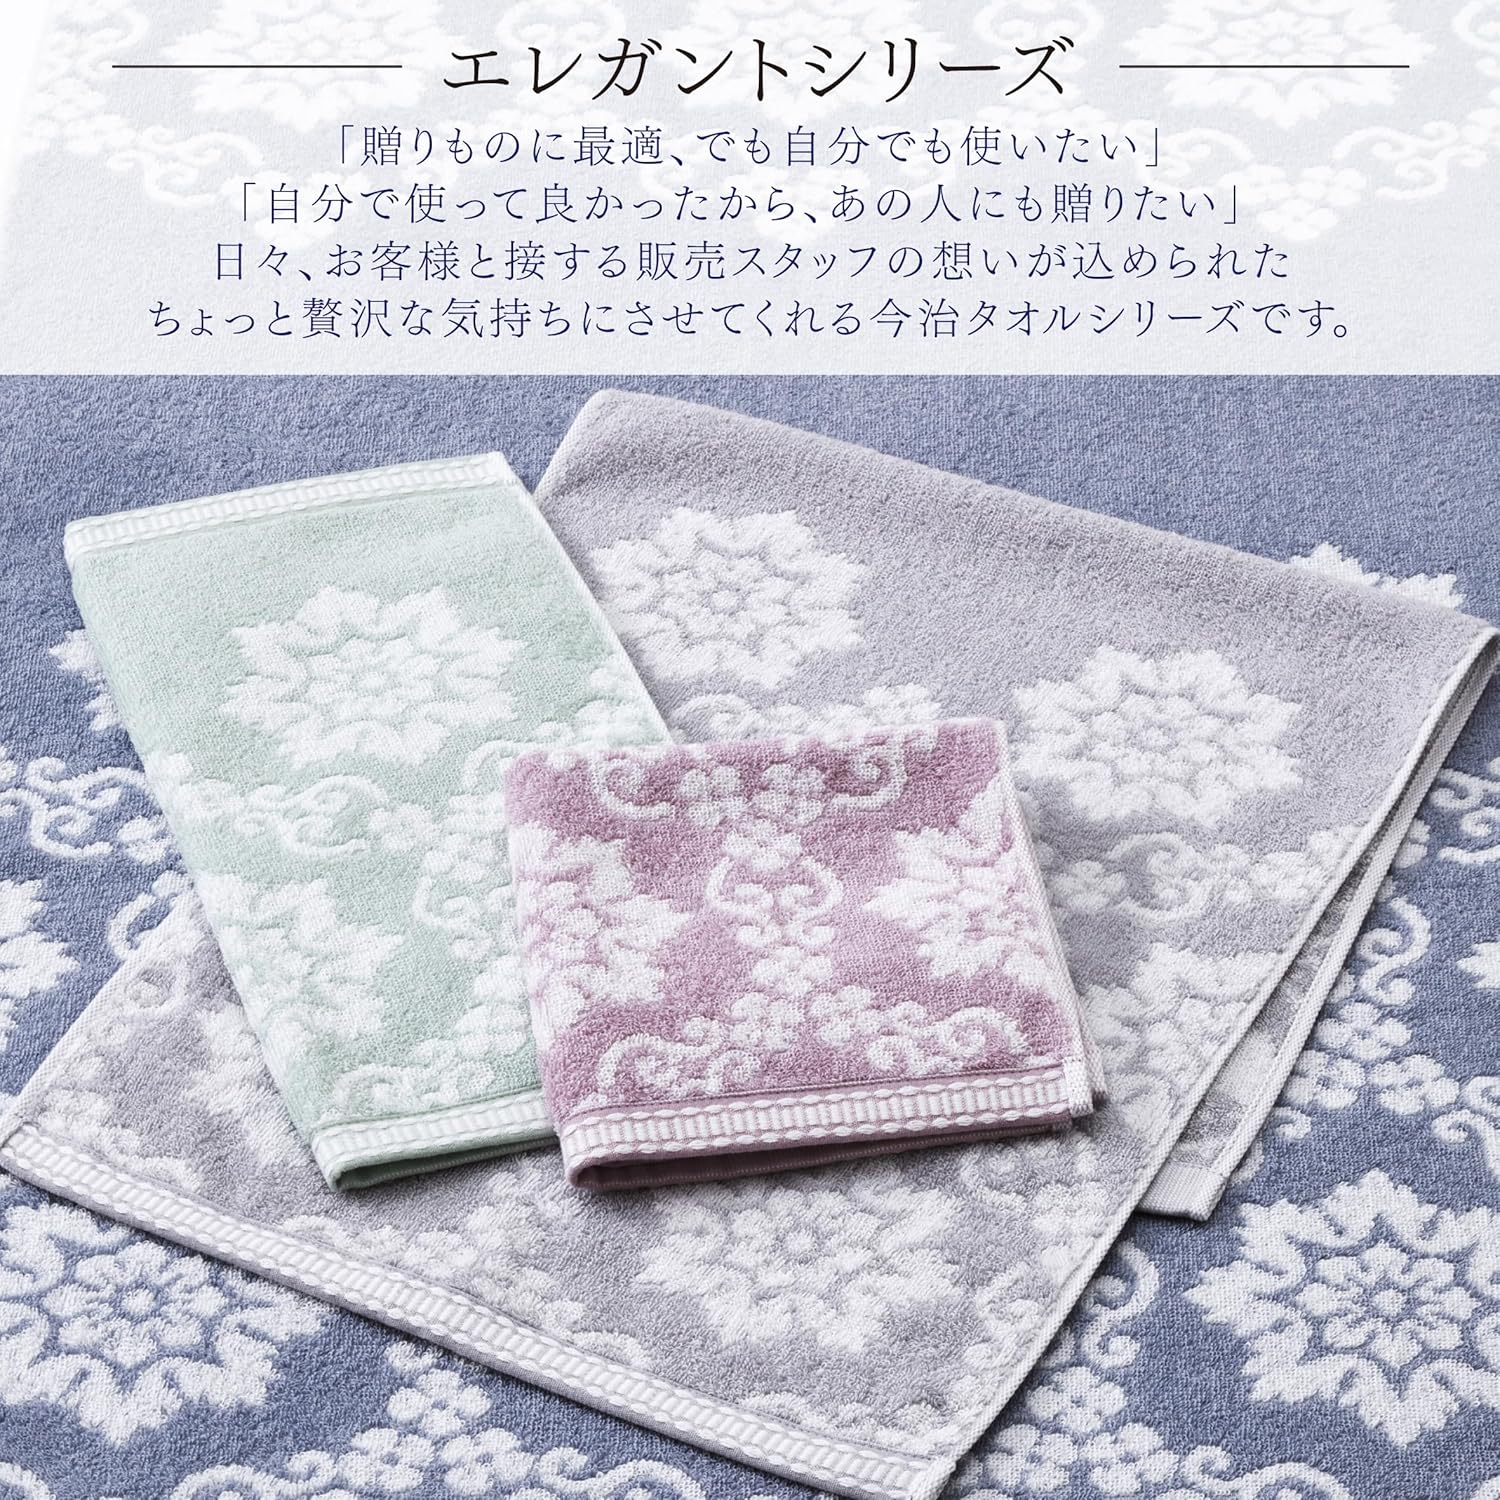 エレガントシリーズ
「贈りものに最適、でも自分でも使いたい」
「自分で使って良かったから、あの人にも贈りたい」
日々、お客様と接する販売スタッフの想いが込められた
ちょっと贅沢な気持ちにさせてくれる今治タオルシリーズです。